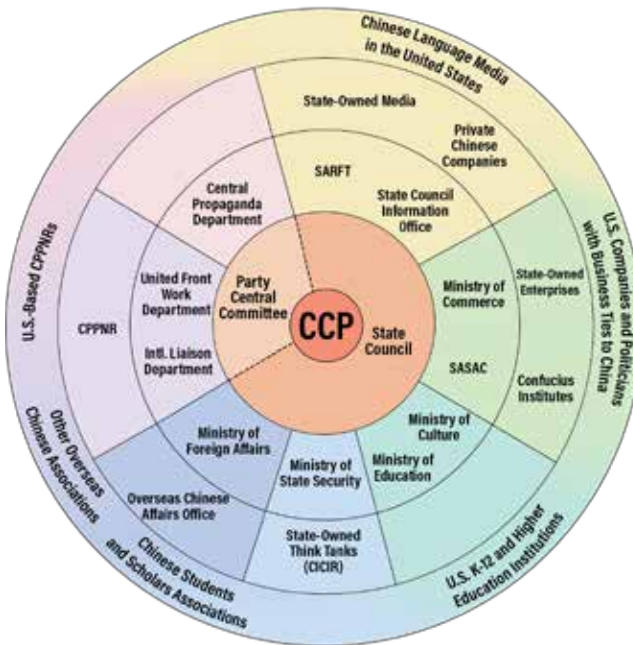 Chinese Language Media
in the United States
State-Owned Media
Private
Chinese
Companies
SARFT
State Council
Information
Office
Central
Propaganda
Department
U.S.-Based CPPNRs
CPPNR
United Front
Work
Department
Intl. Liaison
Department
Party
Central
Committee
CCP
State
Council
Ministry of
Commerce
SASAC
State-Owned
Enterprises
Confucius
Institutes
U.S. Companies and Politicians
with Business Ties to China
Ministry of
Culture
Ministry of
Education
Ministry of
Foreign Affairs
Ministry of
State Security
Overseas Chinese
Affairs Office
State-Owned
Think Tanks
(CICIR)
Other Overseas
Chinese Associations
Chinese Students
and Scholars Associations
U.S. K-12 and Higher
Education Institutions